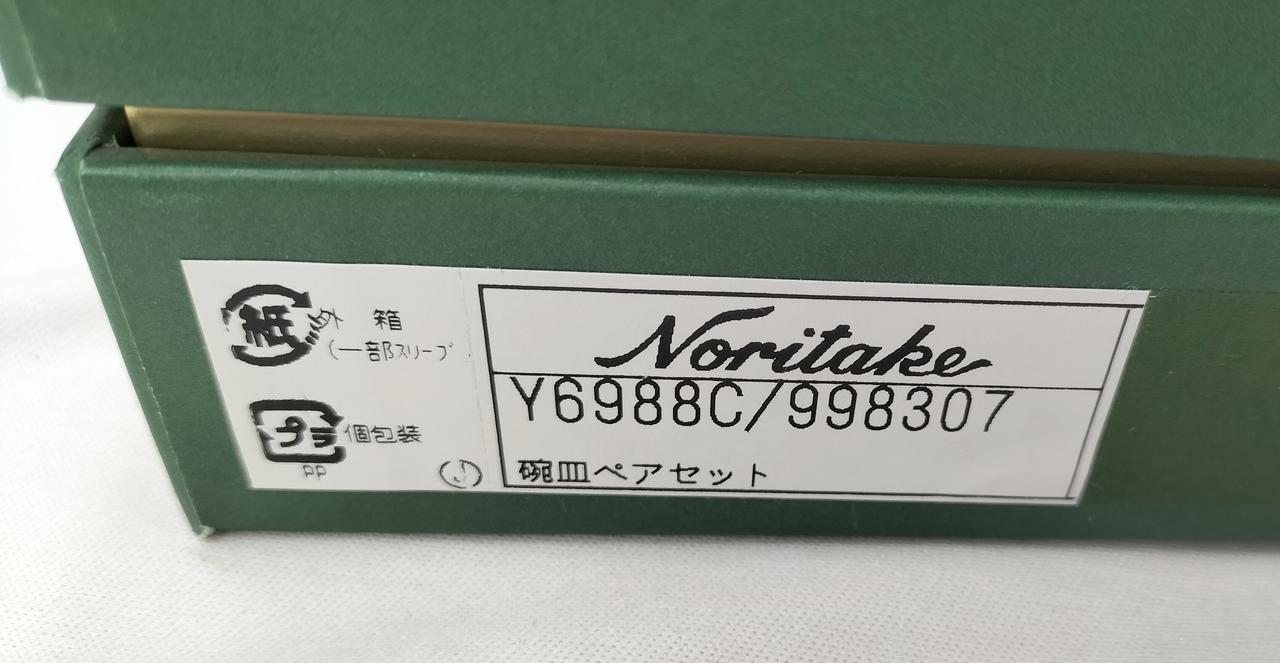 紙 外 箱
(一部スリーブ
プラ 個包装
PP
Noritake
Y6988C/998307
碗皿ペアセット